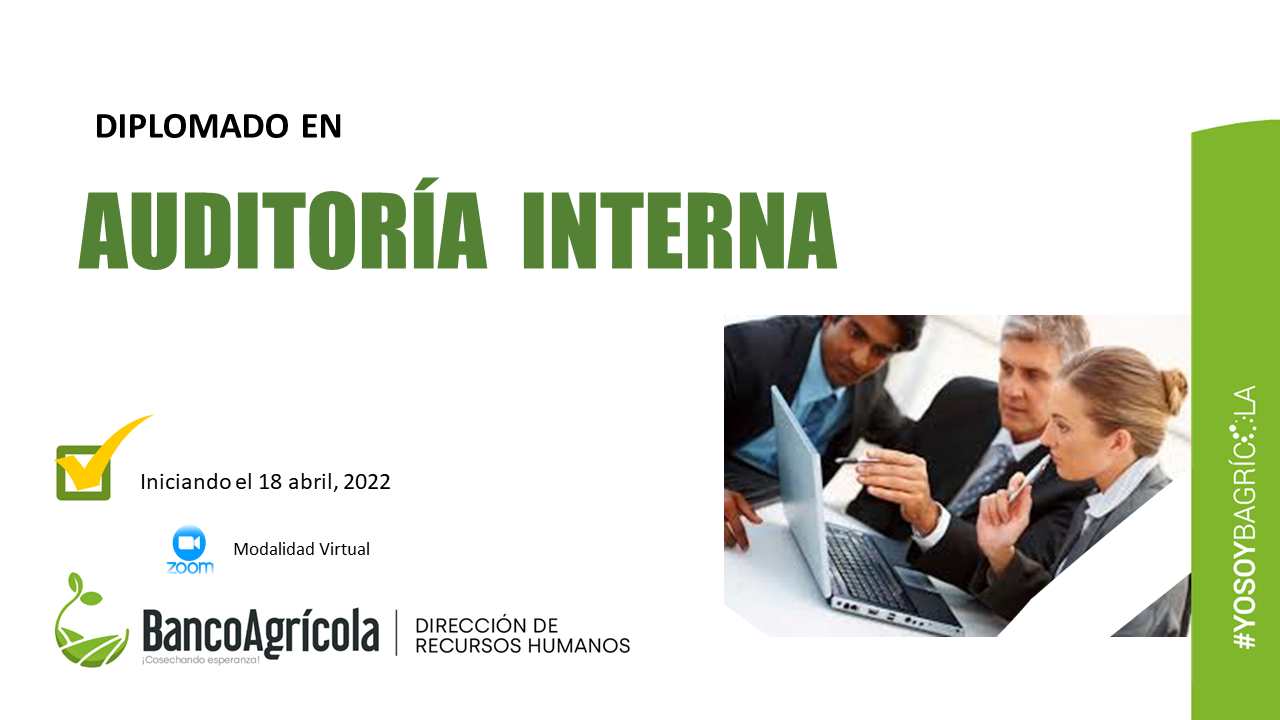 DIPLOMADO EN
AUDITORÍA INTERNA
Iniciando el 18 abril, 2022
zoom
Modalidad Virtual
BancoAgrícola
¡Cosechando esperanza!
DIRECCIÓN DE
RECURSOS HUMANOS
#YOSOYBAGRÍCOLA